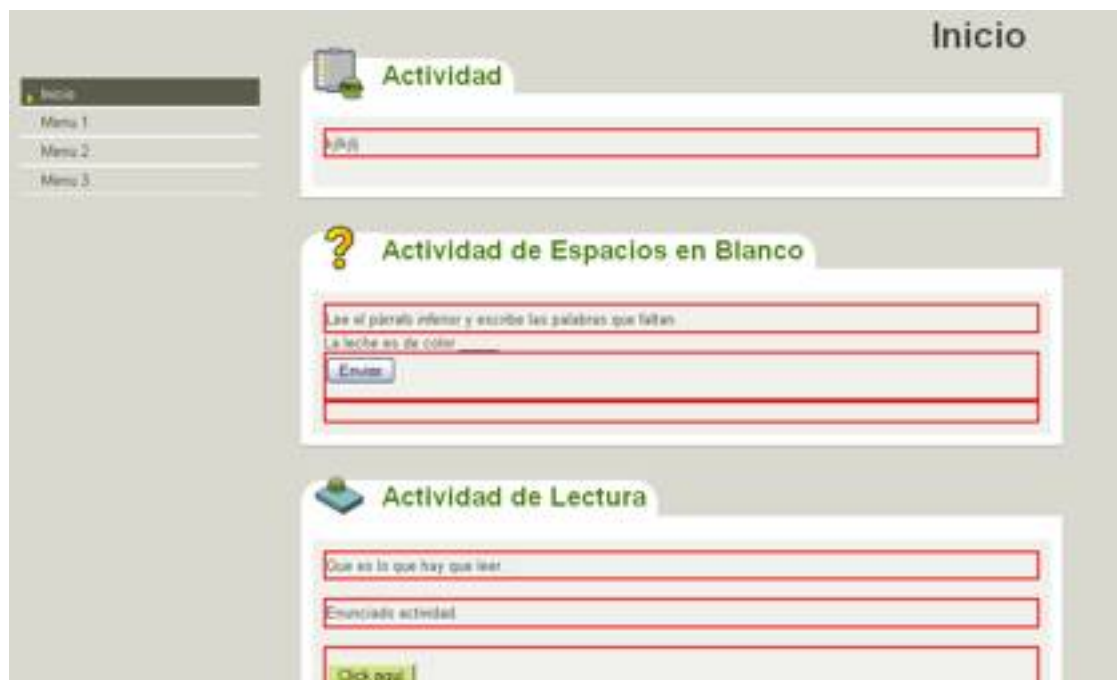 Inicio
Inicio
Menu 1
Menu 2
Menu 3
Actividad
Actividad de Espacios en Blanco
Lee el párrafo inferior y escribe las palabras que faltan
La leche es de color _____
Enviar
Actividad de Lectura
Que es lo que hay que leer
Enunciado actividad
Click aquí